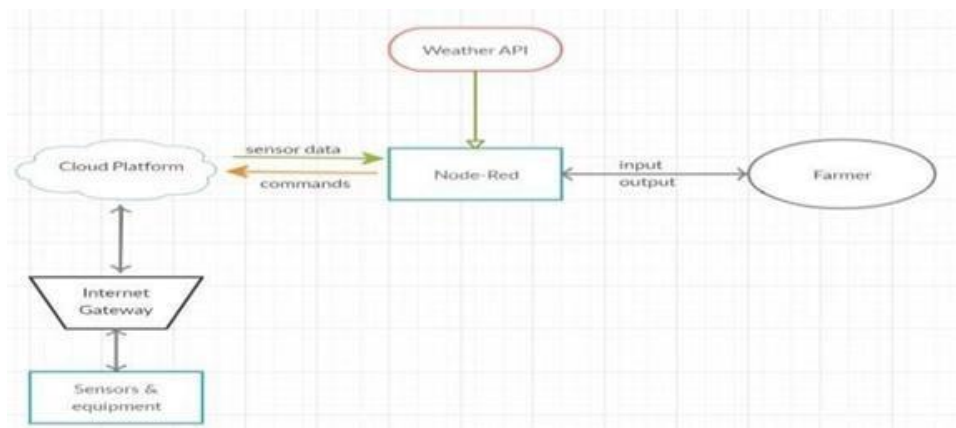 Weather API
Cloud Platform
sensor data
commands
Node-Red
input
output
Farmer
Internet
Gateway
Sensors &
equipment